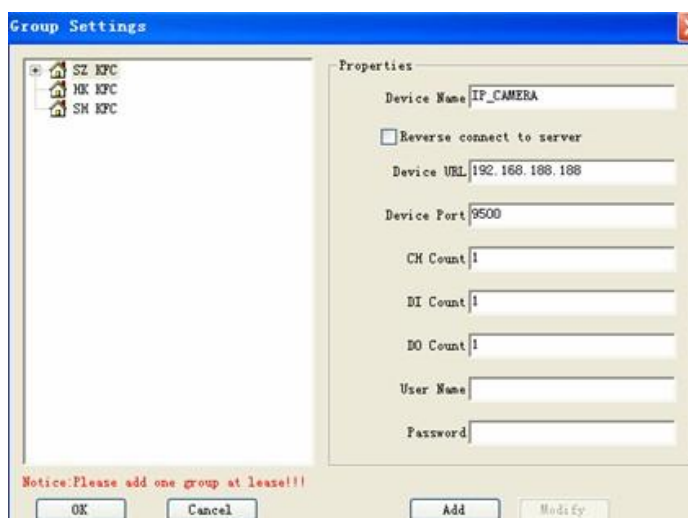 Group Settings
SZ KFC
HK KFC
SH KFC
Properties
Device Name IP_CAMERA
Reverse connect to server
Device URL 192.168.188.188
Device Port 9500
CH Count 1
DI Count 1
DO Count 1
User Name
Password
Notice:Please add one group at lease!!!
OK Cancel Add Modify